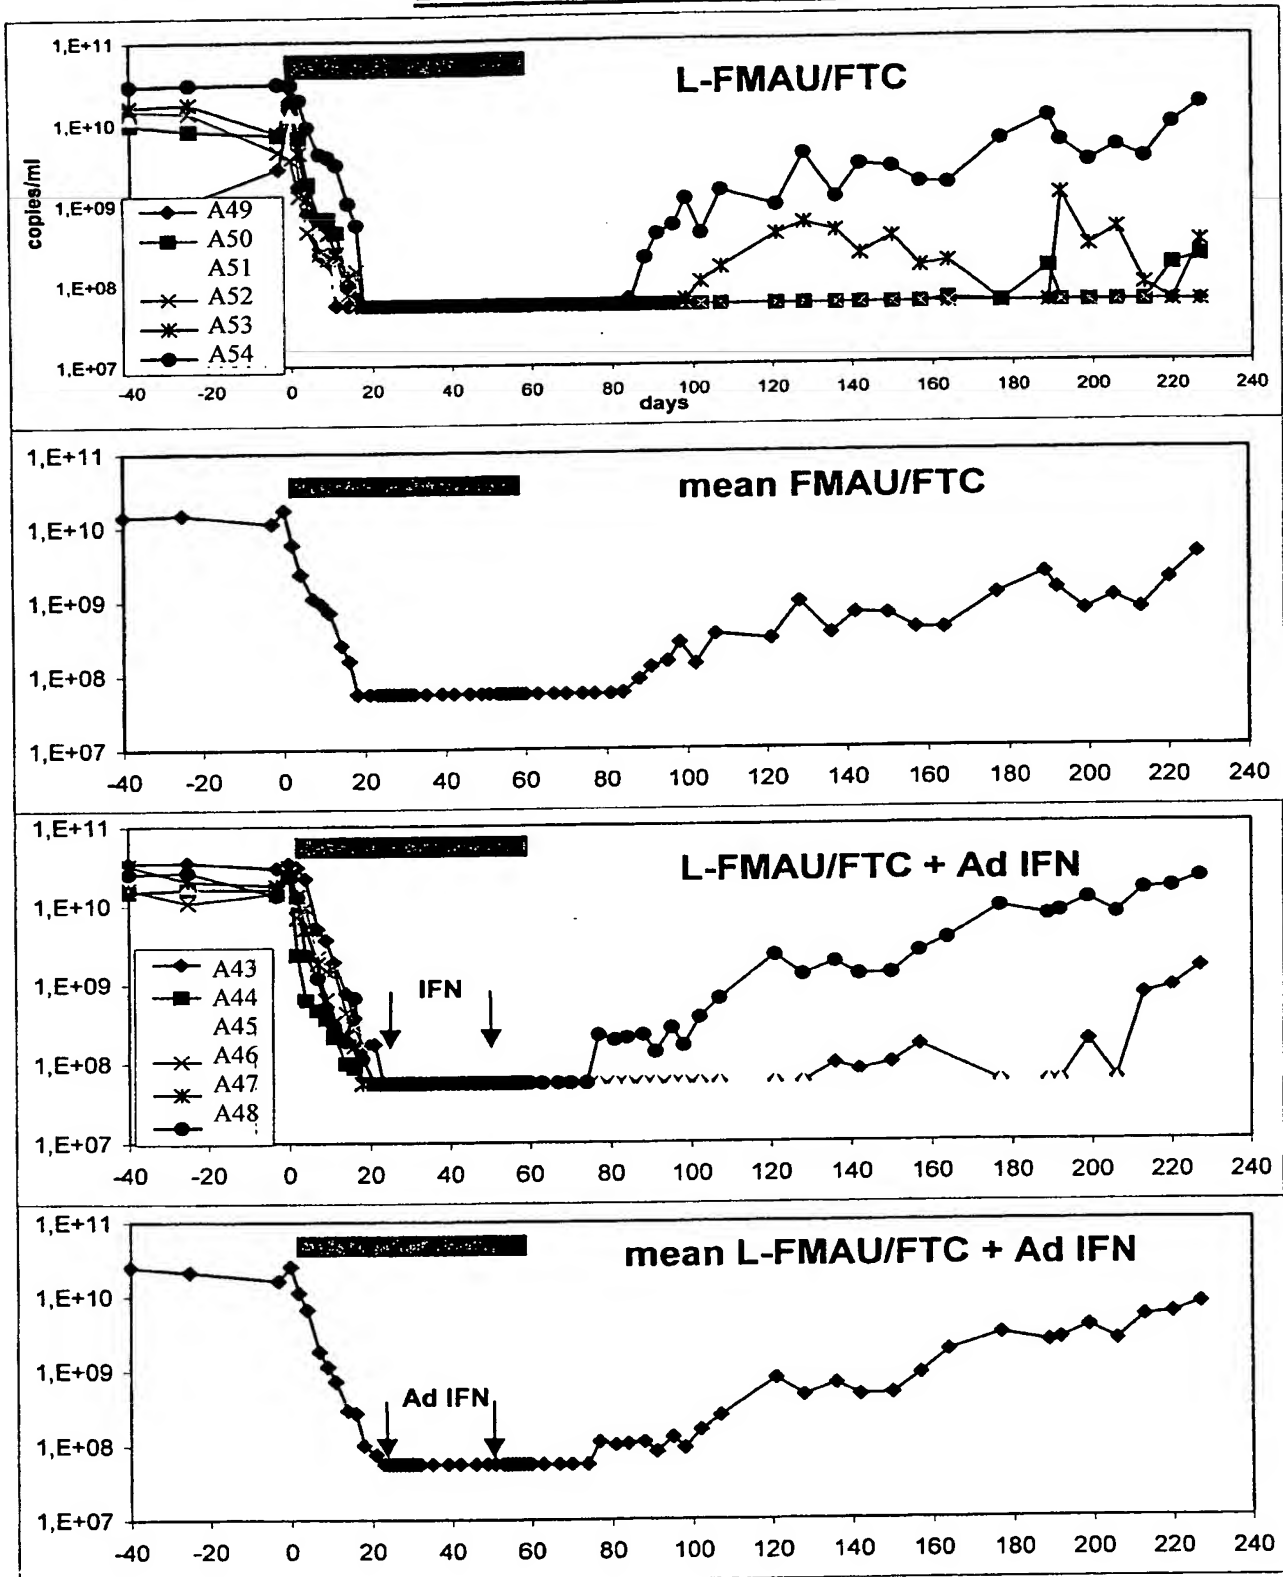 L-FMAU/FTC
copies/ml
1,E+11
1,E+10
1,E+09
1,E+08
1,E+07
A49
A50
A51
A52
A53
A54
-40 -20 0 20 40 60 80 100 120 140 160 180 200 220 240
days
mean FMAU/FTC
1,E+11
1,E+10
1,E+09
1,E+08
1,E+07
-40 -20 0 20 40 60 80 100 120 140 160 180 200 220 240
L-FMAU/FTC + Ad IFN
1,E+11
1,E+10
1,E+09
1,E+08
1,E+07
A43
A44
A45
A46
A47
A48
IFN
-40 -20 0 20 40 60 80 100 120 140 160 180 200 220 240
mean L-FMAU/FTC + Ad IFN
1,E+11
1,E+10
1,E+09
1,E+08
1,E+07
Ad IFN
-40 -20 0 20 40 60 80 100 120 140 160 180 200 220 240